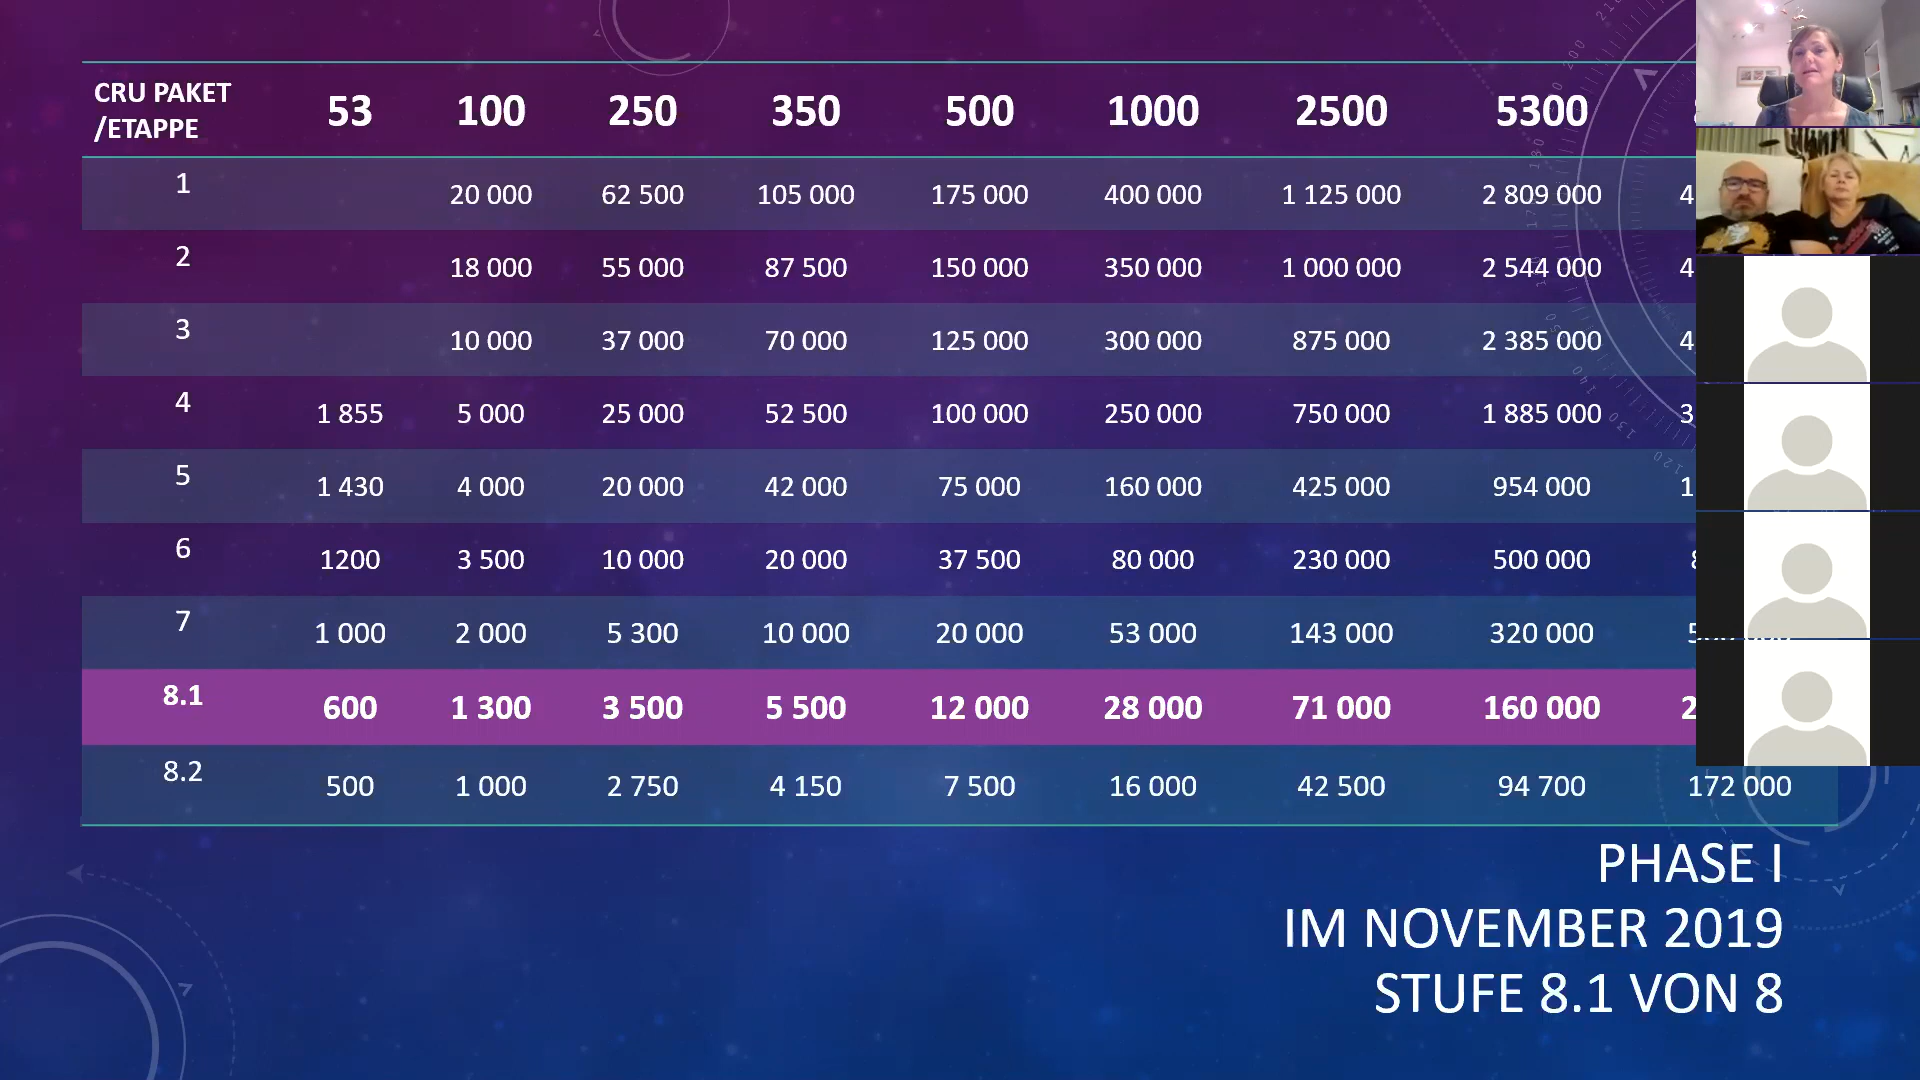 CRU PAKET
/ETAPPE 53 100 250 350 500 1000 2500 5300
1 20 000 62 500 105 000 175 000 400 000 1 125 000 2 809 000 4
2 18 000 55 000 87 500 150 000 350 000 1 000 000 2 544 000 4
3 10 000 37 000 70 000 125 000 300 000 875 000 2 385 000 4
4 1 855 5 000 25 000 52 500 100 000 250 000 750 000 1 885 000 3
5 1 430 4 000 20 000 42 000 75 000 160 000 425 000 954 000 1
6 1200 3 500 10 000 20 000 37 500 80 000 230 000 500 000
7 1 000 2 000 5 300 10 000 20 000 53 000 143 000 320 000
8.1 600 1 300 3 500 5 500 12 000 28 000 71 000 160 000 2
8.2 500 1 000 2 750 4 150 7 500 16 000 42 500 94 700 172 000
PHASE I
IM NOVEMBER 2019
STUFE 8.1 VON 8